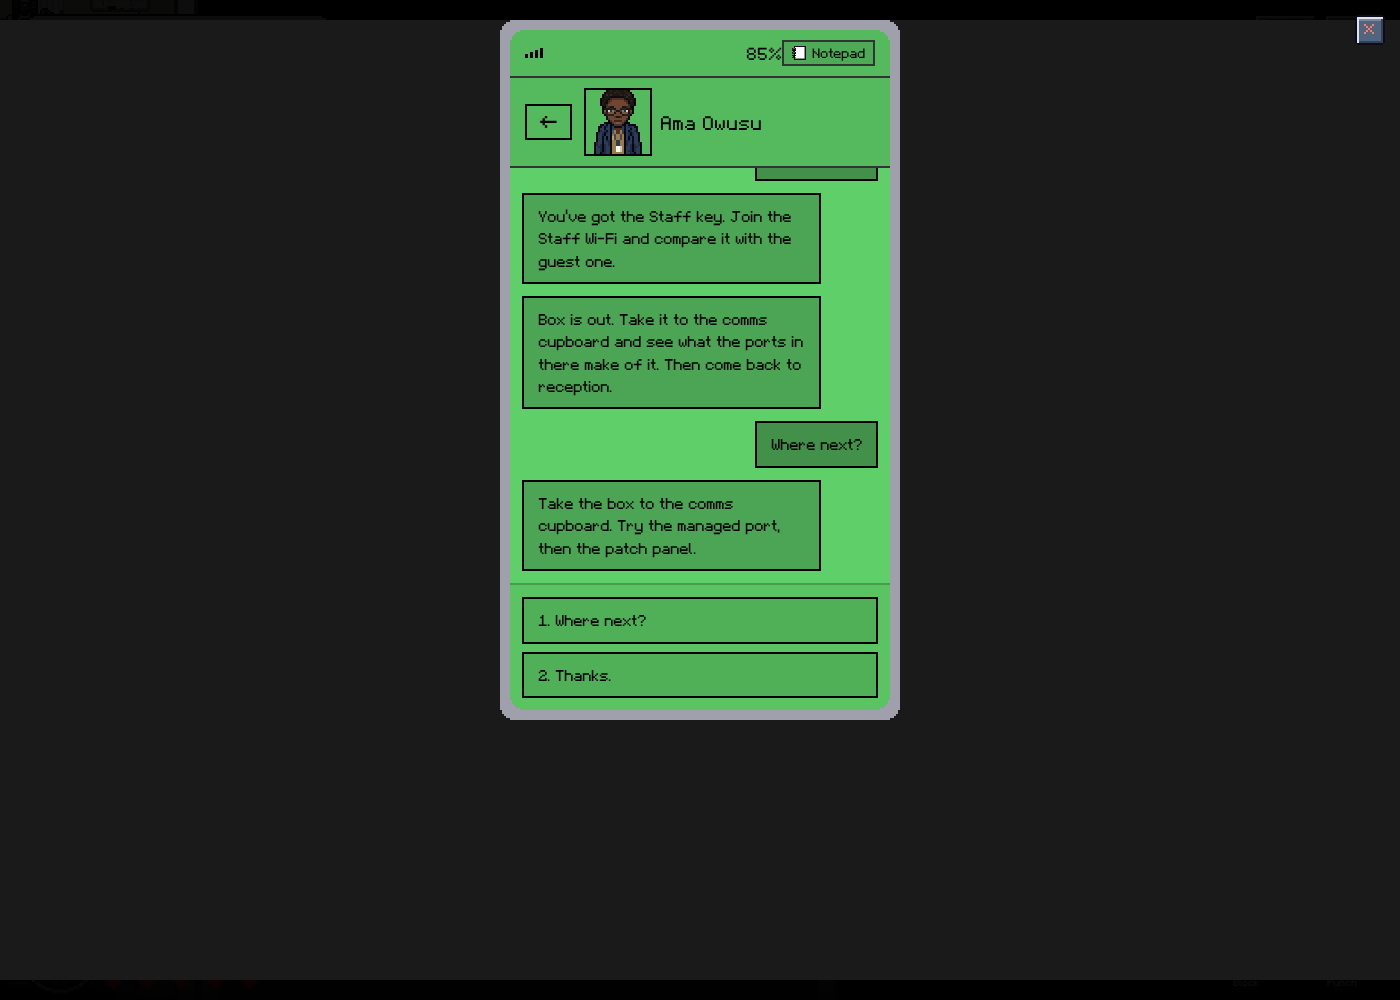 85%
Notepad
←
Ama Owusu
You've got the Staff key. Join the
Staff Wi-Fi and compare it with the
guest one.
Box is out. Take it to the comms
cupboard and see what the ports in
there make of it. Then come back to
reception.
Where next?
Take the box to the comms
cupboard. Try the managed port,
then the patch panel.
1. Where next?
2. Thanks.